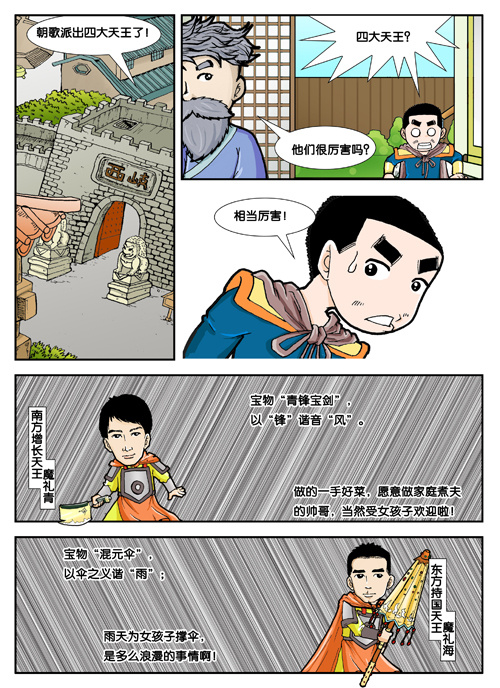 朝歌派出四大天王了！
四大天王？
他们很厉害吗？
西岐
相当厉害！
南方增长天王
魔礼青
宝物“青锋宝剑”，
以“锋”谐音“风”。
做的一手好菜，愿意做家庭煮夫
的帅哥，当然受女孩子欢迎啦！
宝物“混元伞”，
以伞之义谐“雨”；
东方持国天王
魔礼海
雨天为女孩子撑伞，
是多么浪漫的事情啊！